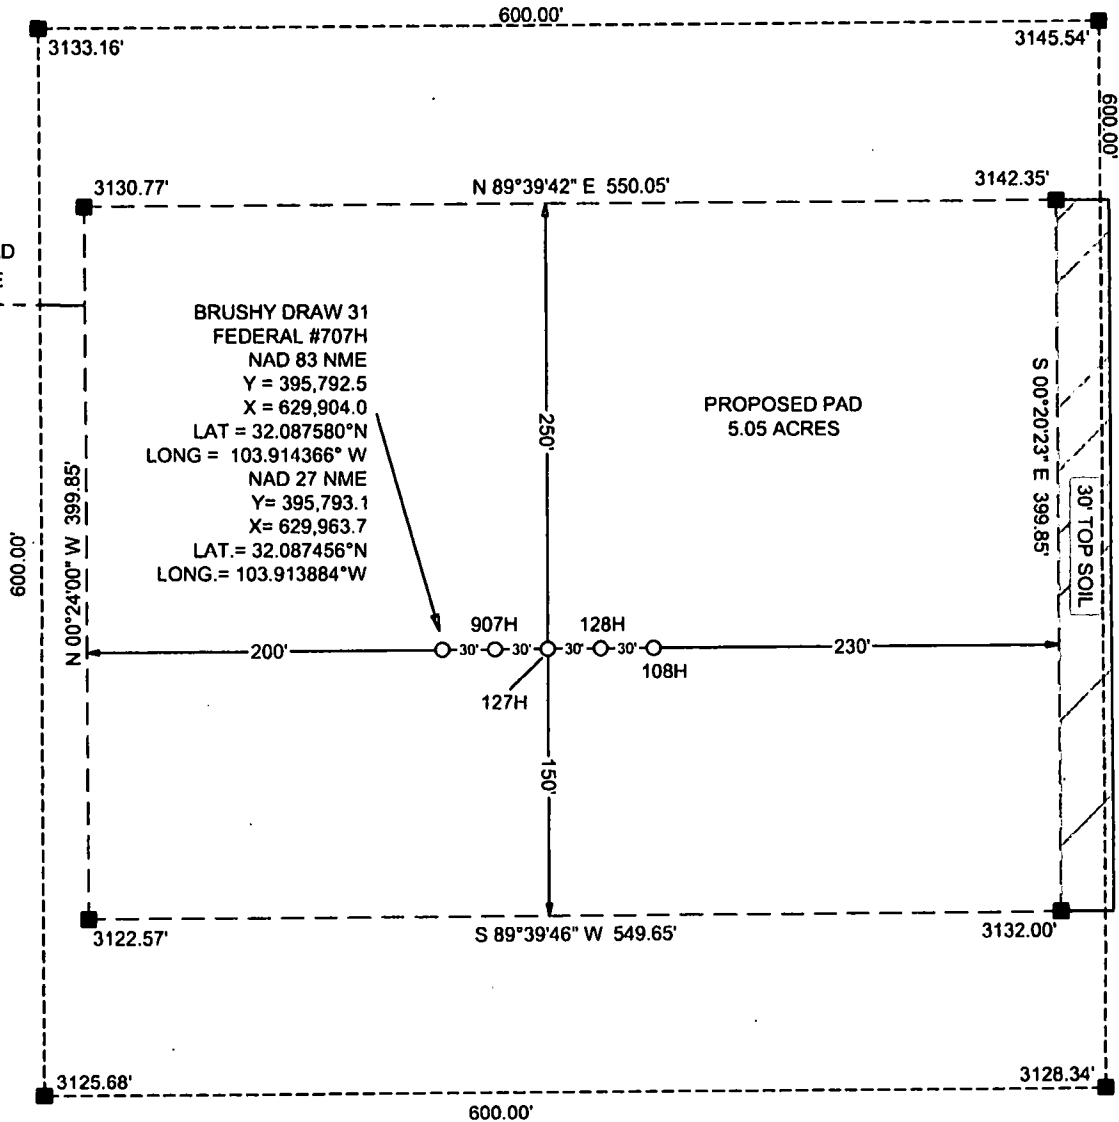 600.00'
3133.16'
3145.54'
600.00'
3130.77'
N 89°39'42" E 550.05'
3142.35'
D
E
BRUSHY DRAW 31
FEDERAL #707H
NAD 83 NME
Y = 395,792.5
X = 629,904.0
LAT = 32.087580°N
LONG = 103.914366° W
NAD 27 NME
Y= 395,793.1
X= 629,963.7
LAT.= 32.087456°N
LONG.= 103.913884°W
PROPOSED PAD
5.05 ACRES
250'
S 00°20'23" E 399.85'
30' TOP SOIL
600.00'
N 00°24'00" W 399.85'
907H
128H
200'
30'
30'
30'
30'
230'
108H
127H
150'
3122.57'
S 89°39'46" W 549.65'
3132.00'
3125.68'
3128.34'
600.00'